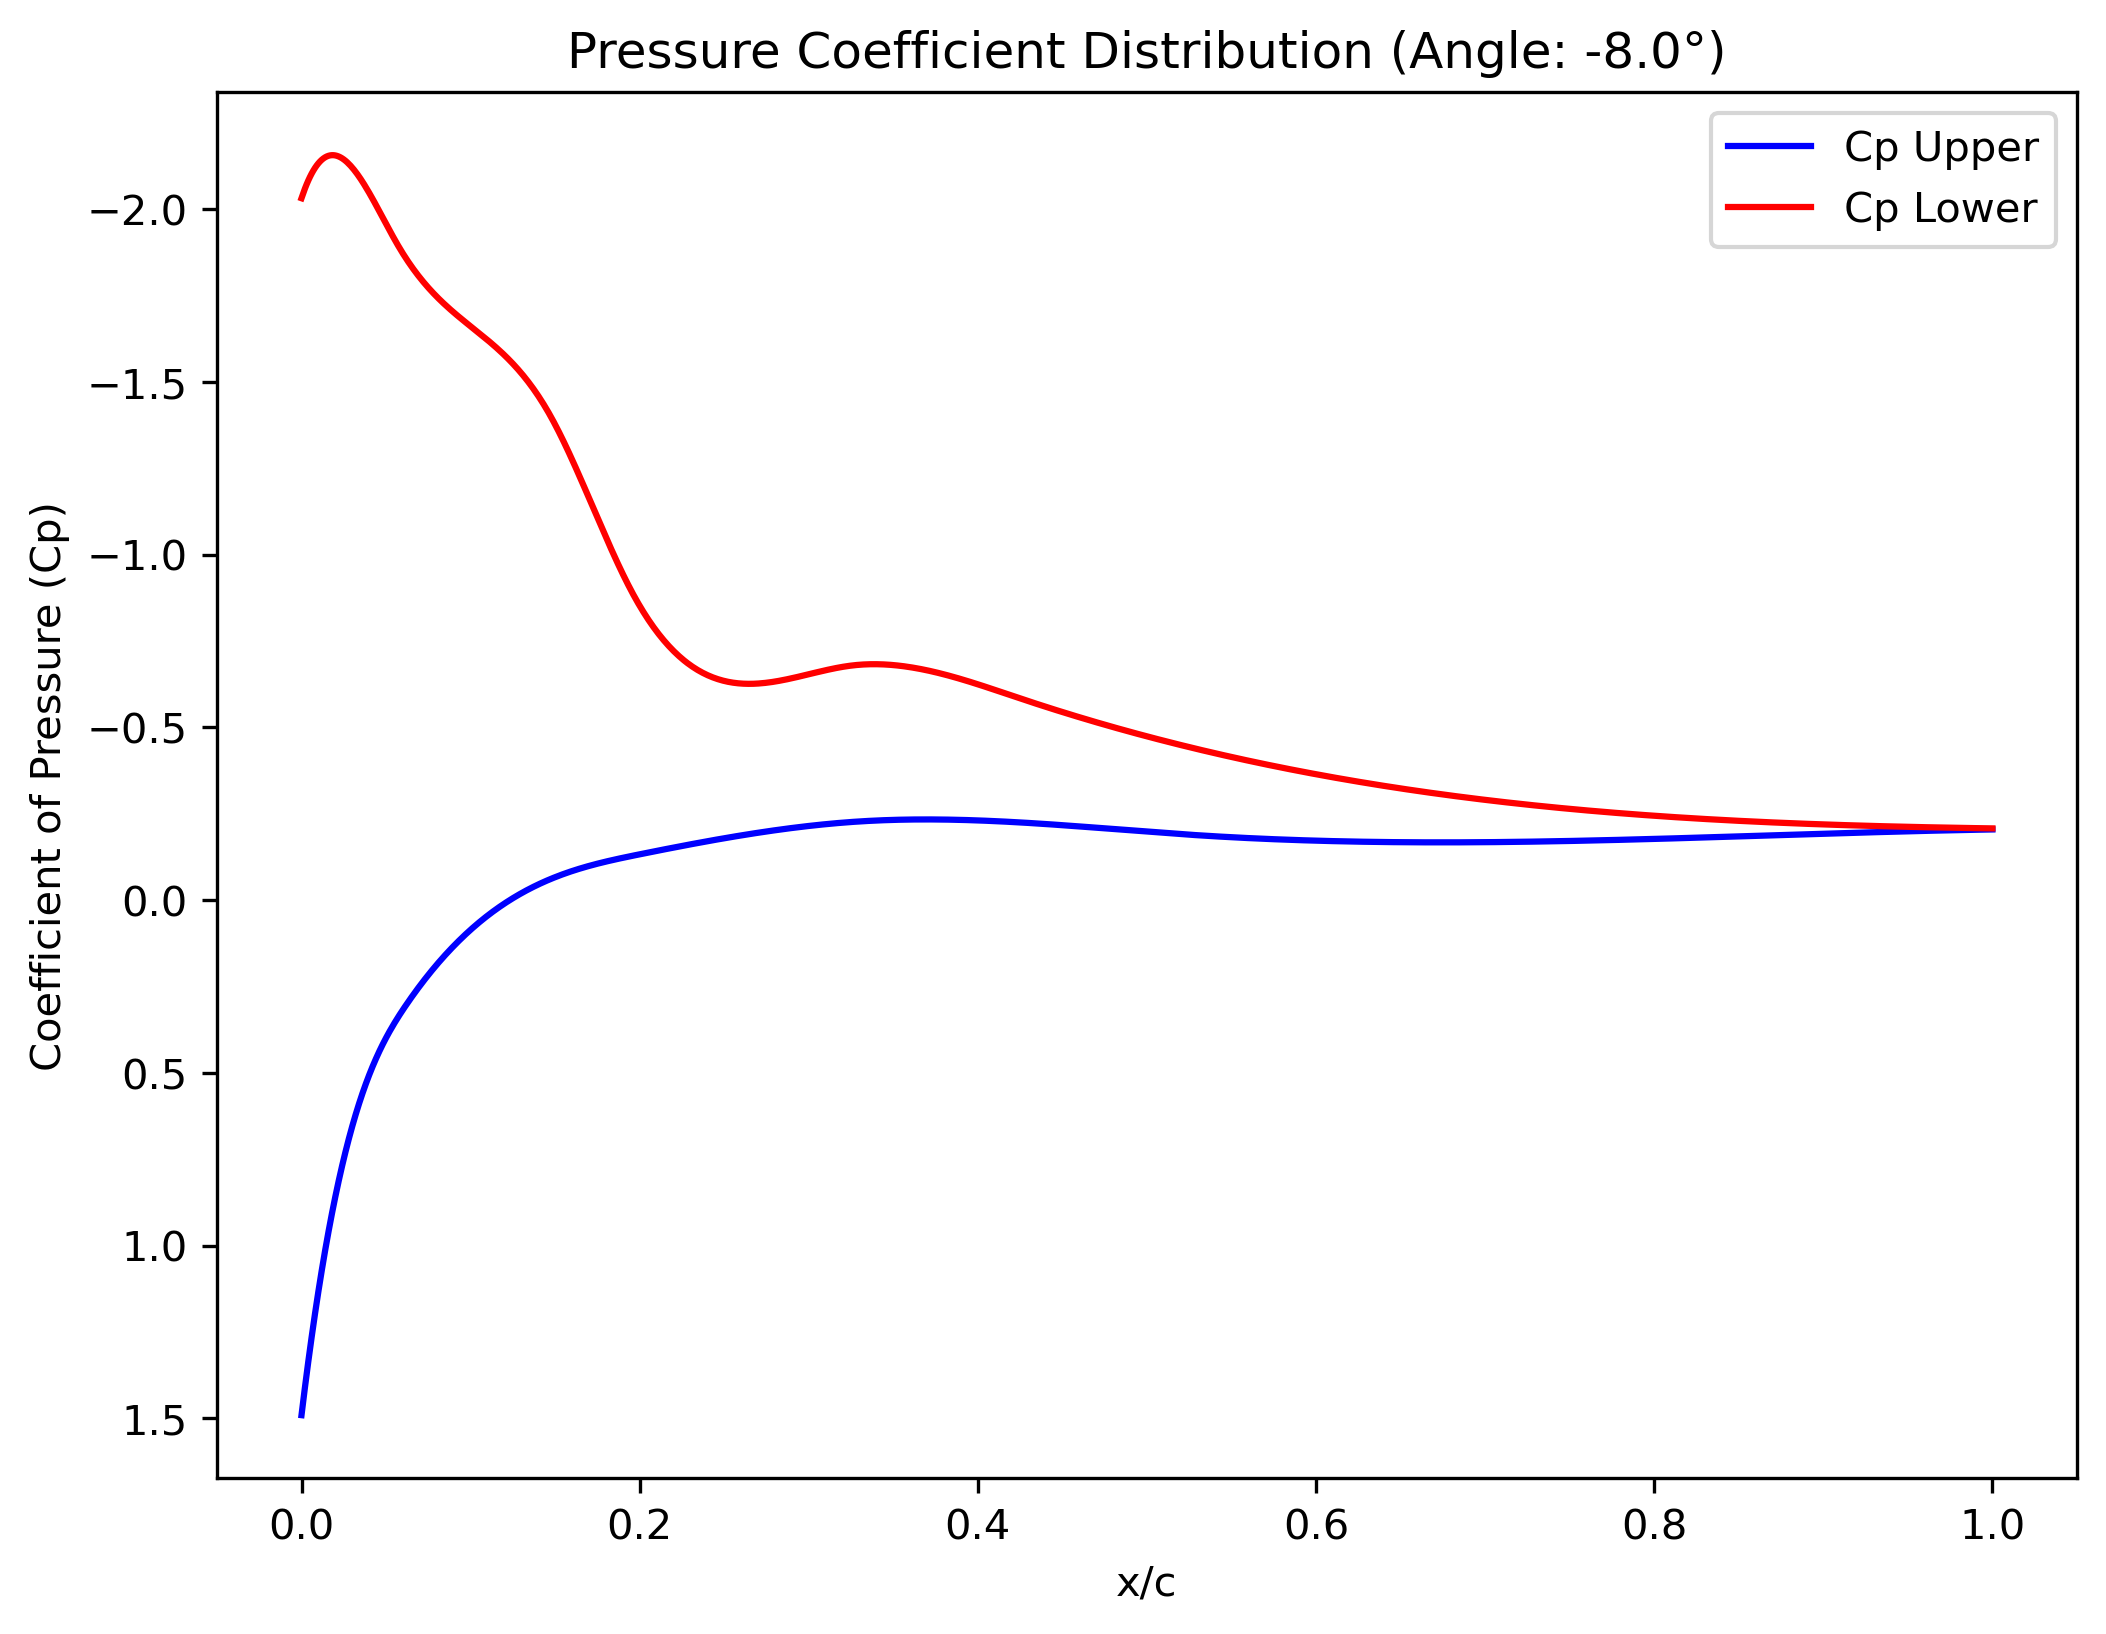 Pressure Coefficient Distribution (Angle: -8.0°)
Cp Upper
Cp Lower
Coefficient of Pressure (Cp)
−2.0
−1.5
−1.0
−0.5
0.0
0.5
1.0
1.5
0.0 0.2 0.4 0.6 0.8 1.0
x/c